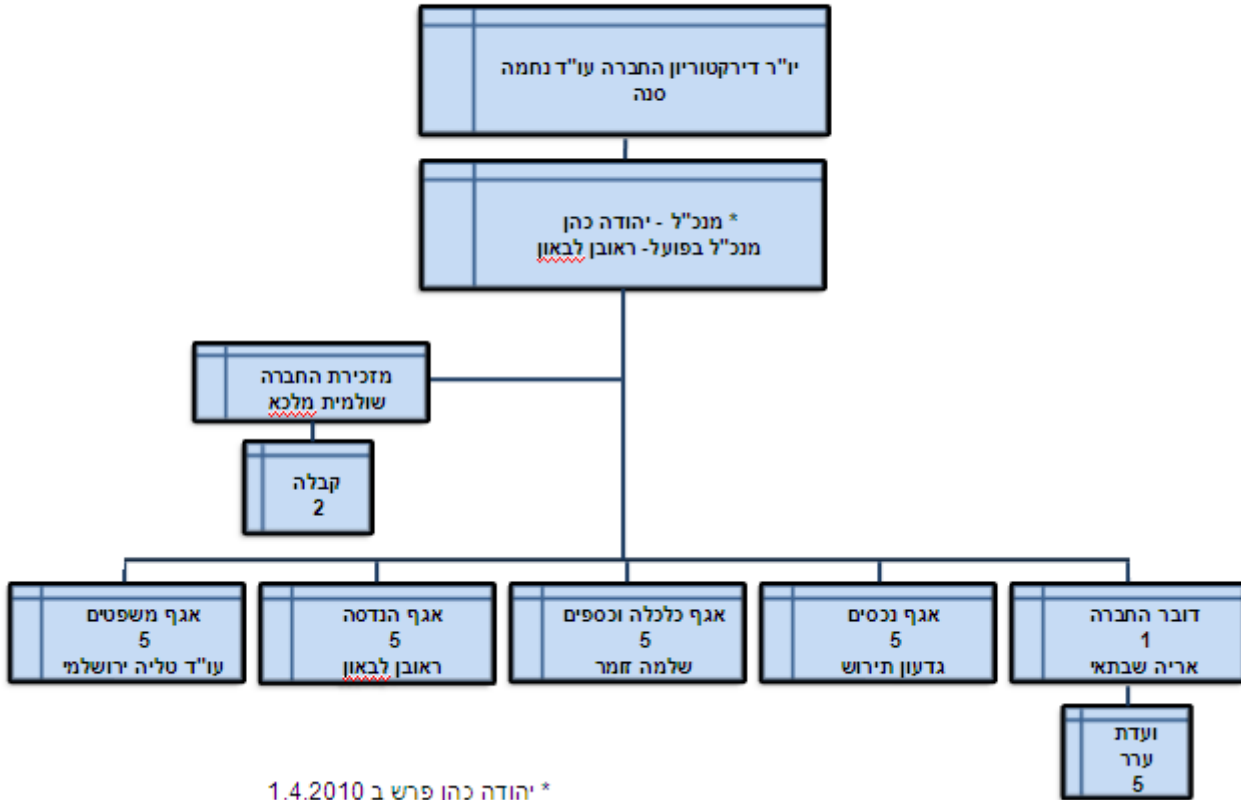 יו"ר דירקטוריון החברה עו"ד נחמה
סנה
* מנכ"ל - יהודה כהן
מנכ"ל בפועל- ראובן לבאון
מזכירת החברה
שולמית מלכא
קבלה
2
דובר החברה
1
אריה שבתאי
אגף נכסים
5
גדעון תירוש
אגף כלכלה וכספים
5
שלמה זומר
אגף הנדסה
5
ראובן לבאון
אגף משפטים
5
עו"ד טליה ירושלמי
ועדת
ערר
5
* יהודה כהן פרש ב 1.4.2010